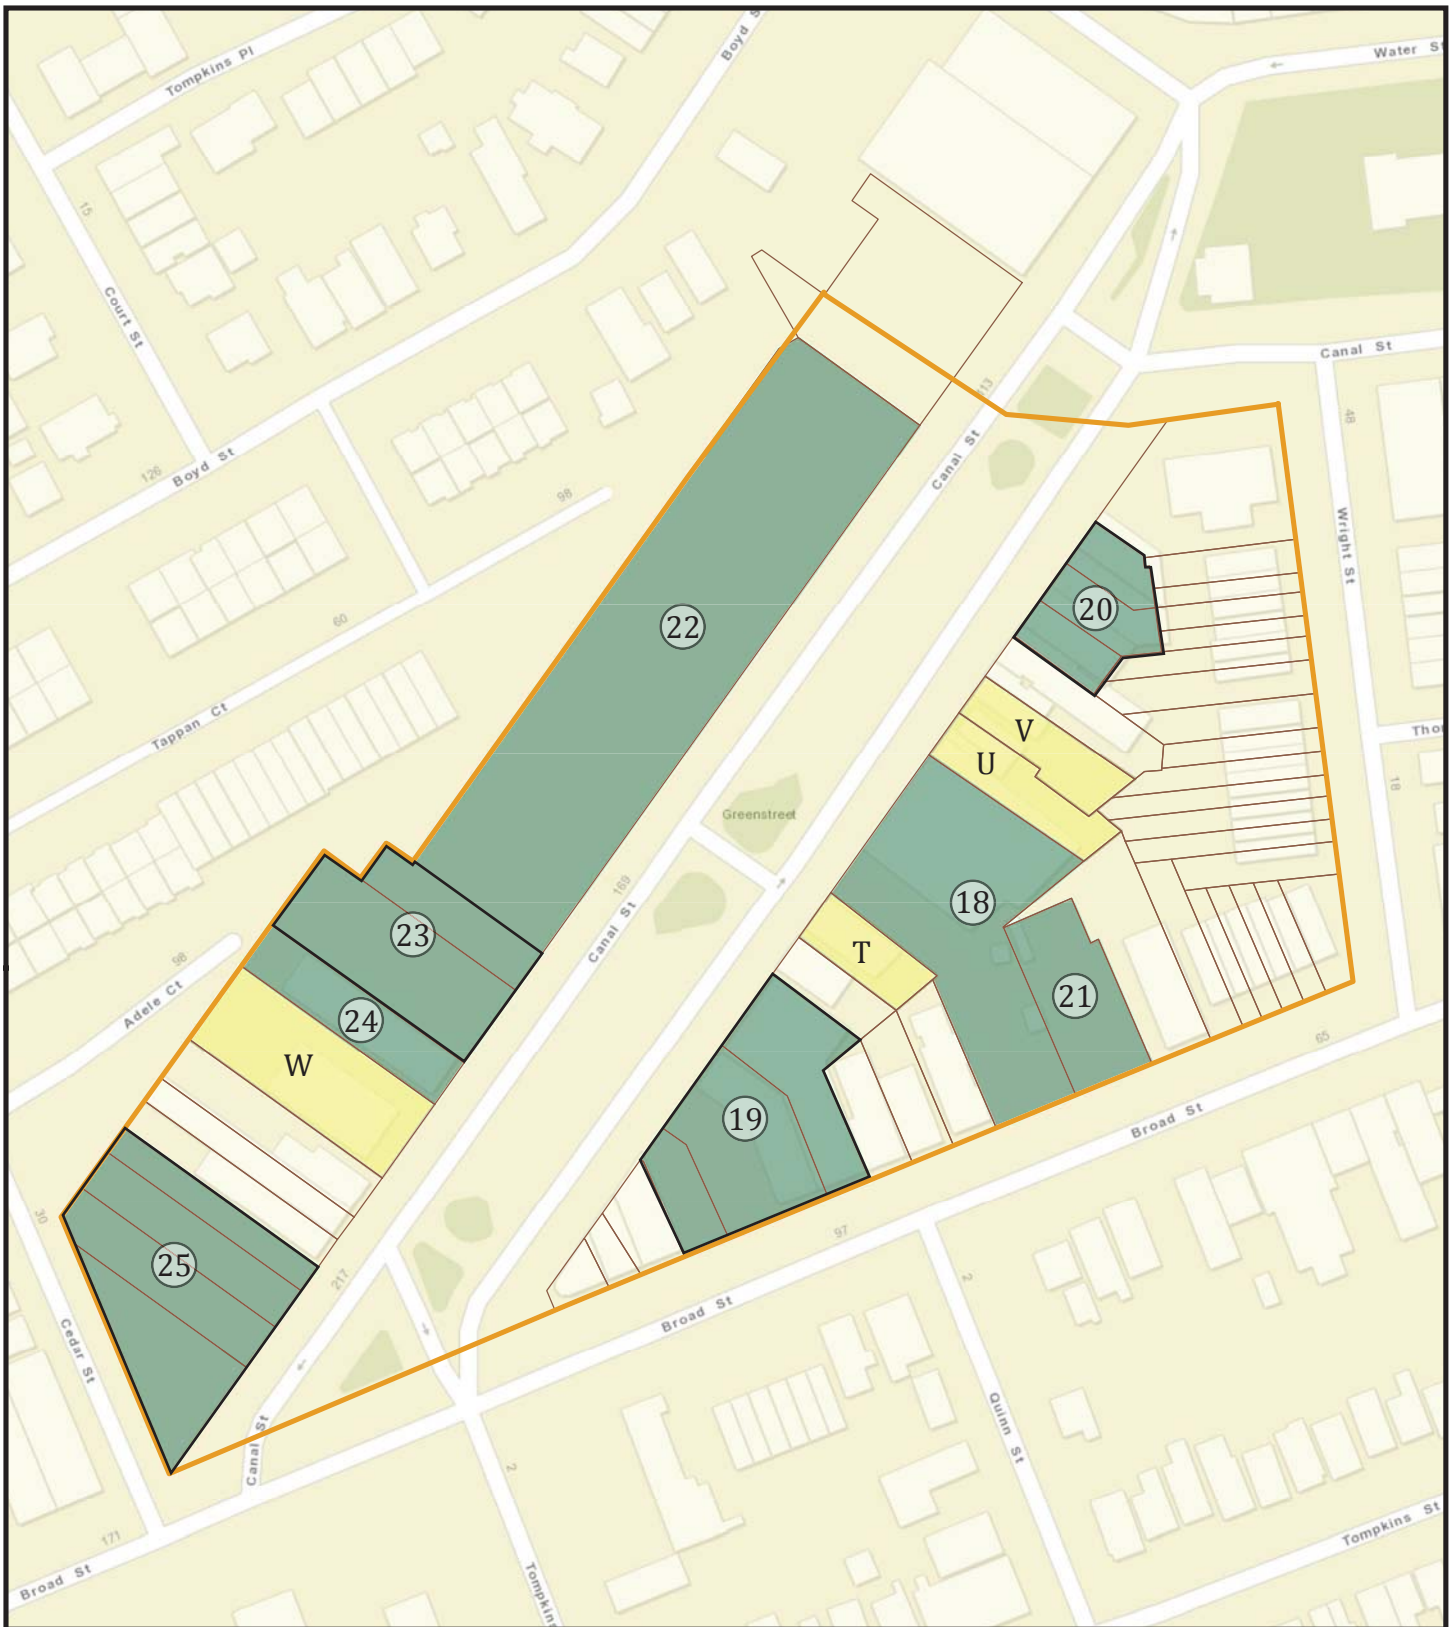 Tompkins Pl
Boyd S
Water St
15
Court St
Canal St
113
48
126
Boyd St
98
Canal St
Wright St
60
20
22
Tappan Ct
V
U
Thor
18
Greenstreet
169
18
23
98
Canal St
T
Adele Ct
24
21
W
65
Broad St
19
30
97
25
217
2
Broad St
Cedar St
Quinn St
Canal St
2
171
Tompkins St
Broad St
Tompkins